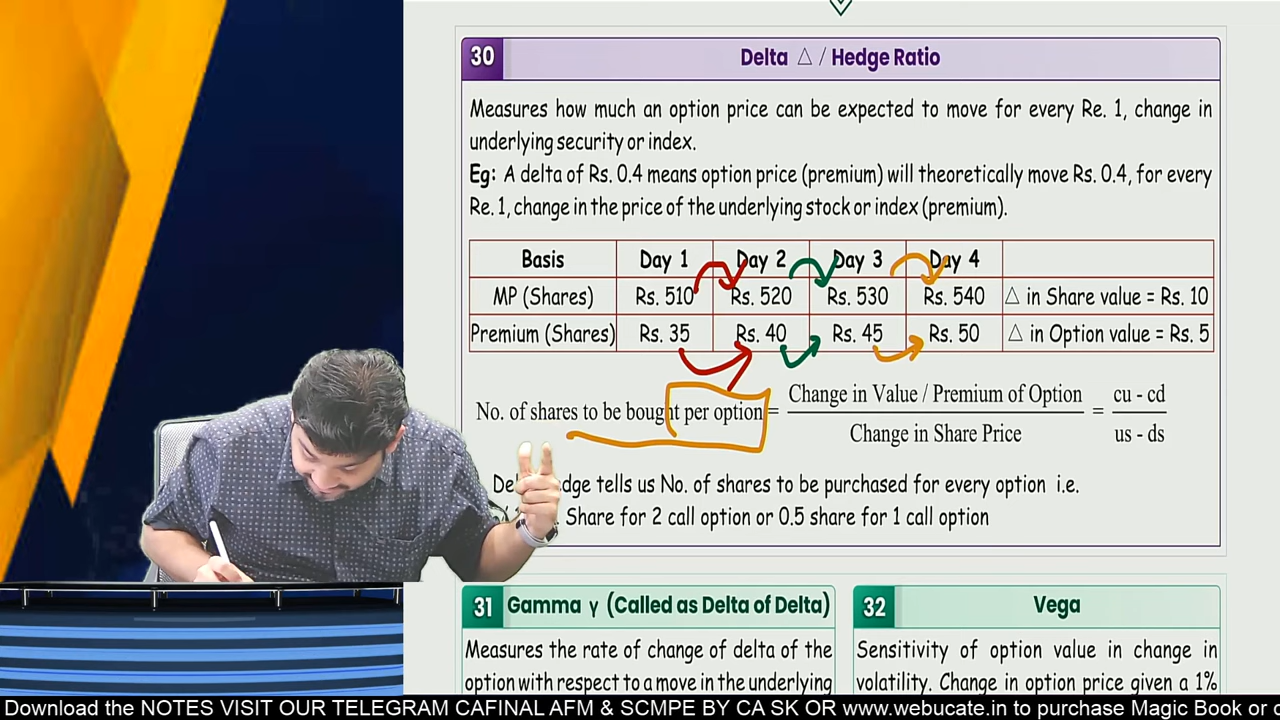 30
Delta △ / Hedge Ratio
Measures how much an option price can be expected to move for every Re. 1, change in
underlying security or index.
Eg: A delta of Rs. 0.4 means option price (premium) will theoretically move Rs. 0.4, for every
Re. 1, change in the price of the underlying stock or index (premium).
Basis Day 1 Day 2 Day 3 Day 4
MP (Shares) Rs. 510 Rs. 520 Rs. 530 Rs. 540 △ in Share value = Rs. 10
Premium (Shares) Rs. 35 Rs. 40 Rs. 45 Rs. 50 △ in Option value = Rs. 5
No. of shares to be bought per option = Change in Value / Premium of Option = cu - cd
Change in Share Price us - ds
tells us No. of shares to be purchased for every option i.e.
Share for 2 call option or 0.5 share for 1 call option
31 Gamma γ (Called as Delta of Delta)
Measures the rate of change of delta of the
option with respect to a move in the underlying
32 Vega
Sensitivity of option value in change in
volatility. Change in option price given a 1%
Download the NOTES VISIT OUR TELEGRAM CAFINAL AFM & SCMPE BY CA SK OR www.webucate.in to purchase Magic Book or c